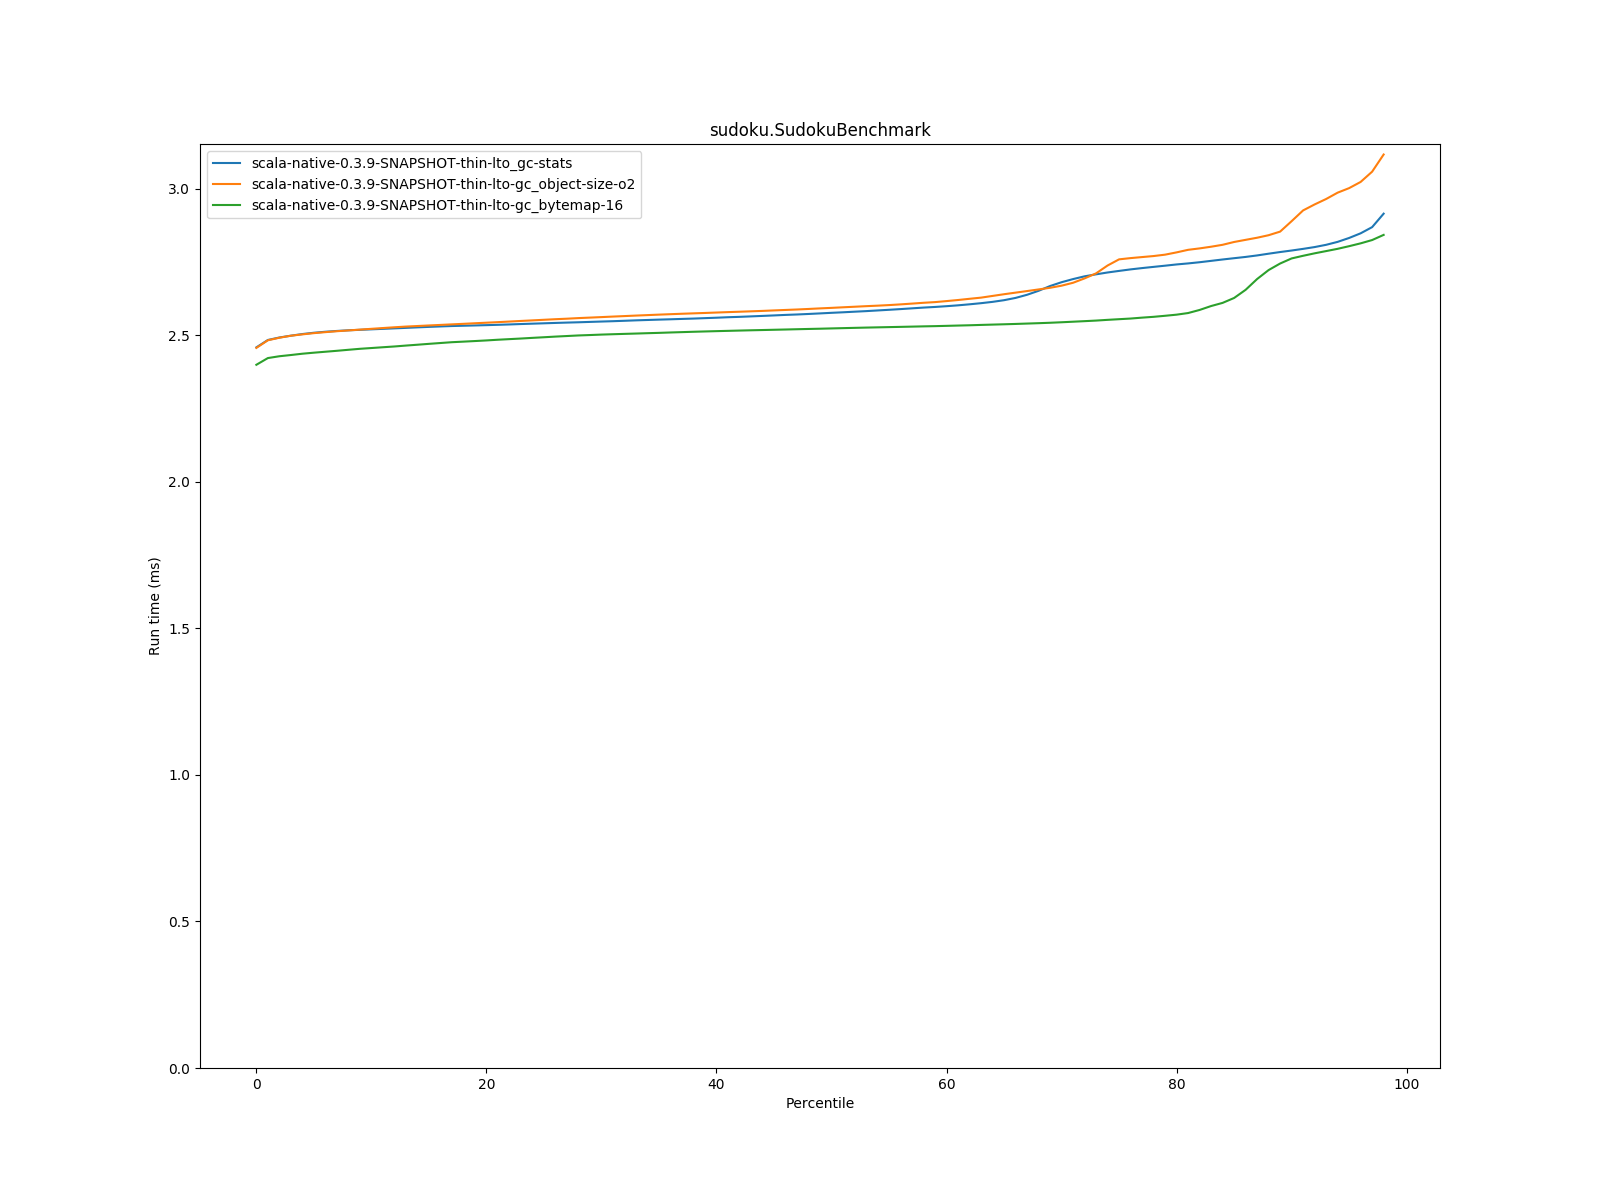 sudoku.SudokuBenchmark
scala-native-0.3.9-SNAPSHOT-thin-lto_gc-stats
scala-native-0.3.9-SNAPSHOT-thin-lto-gc_object-size-o2
scala-native-0.3.9-SNAPSHOT-thin-lto-gc_bytemap-16
3.0
2.5
2.0
1.5
1.0
0.5
0.0
Run time (ms)
0 20 40 60 80 100
Percentile